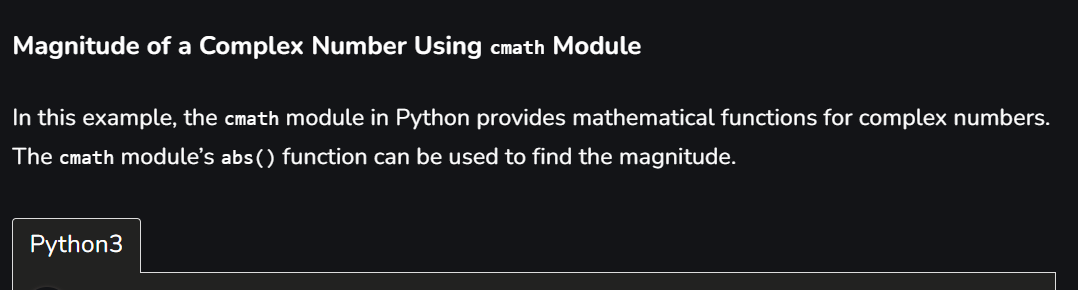 Magnitude of a Complex Number Using cmath Module
In this example, the cmath module in Python provides mathematical functions for complex numbers.
The cmath module’s abs() function can be used to find the magnitude.
Python3